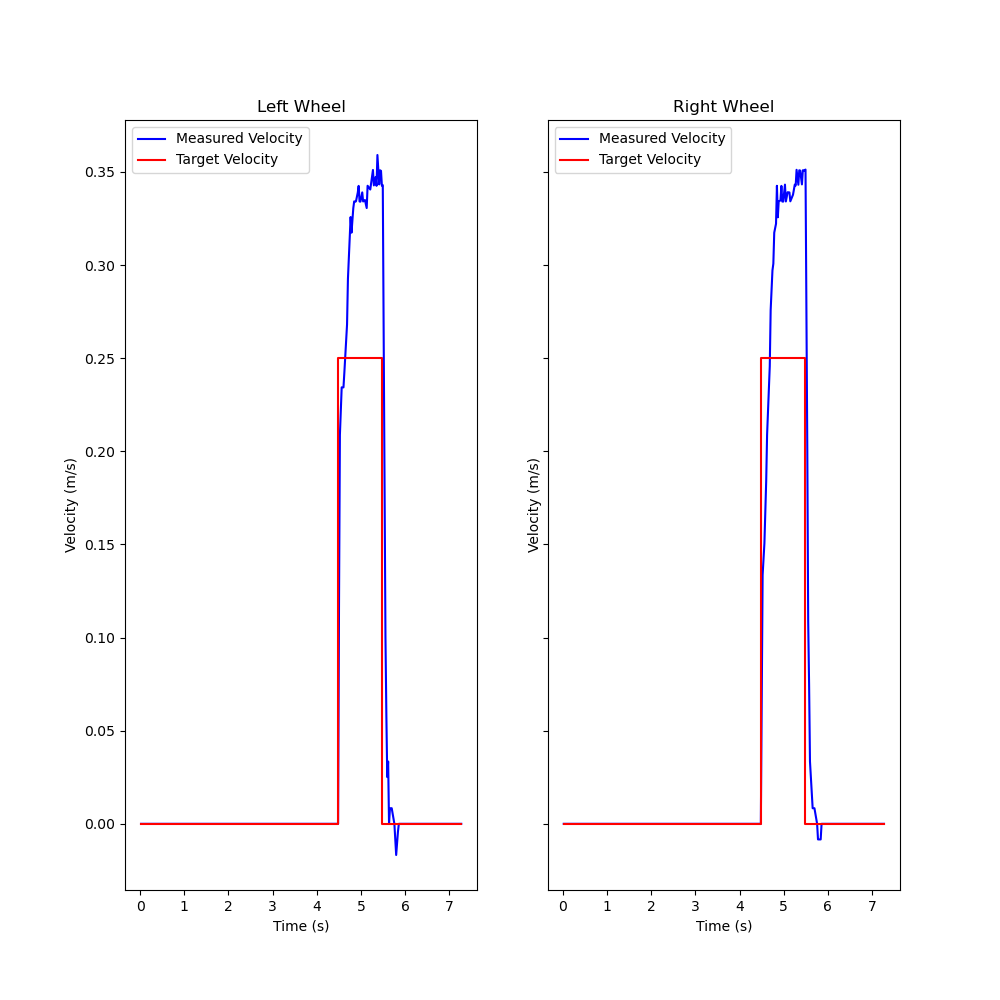 Left Wheel
Measured Velocity
Target Velocity
0.35
0.30
0.25
0.20
0.15
0.10
0.05
0.00
Velocity (m/s)
0 1 2 3 4 5 6 7
Time (s)
Right Wheel
Measured Velocity
Target Velocity
Velocity (m/s)
0 1 2 3 4 5 6 7
Time (s)